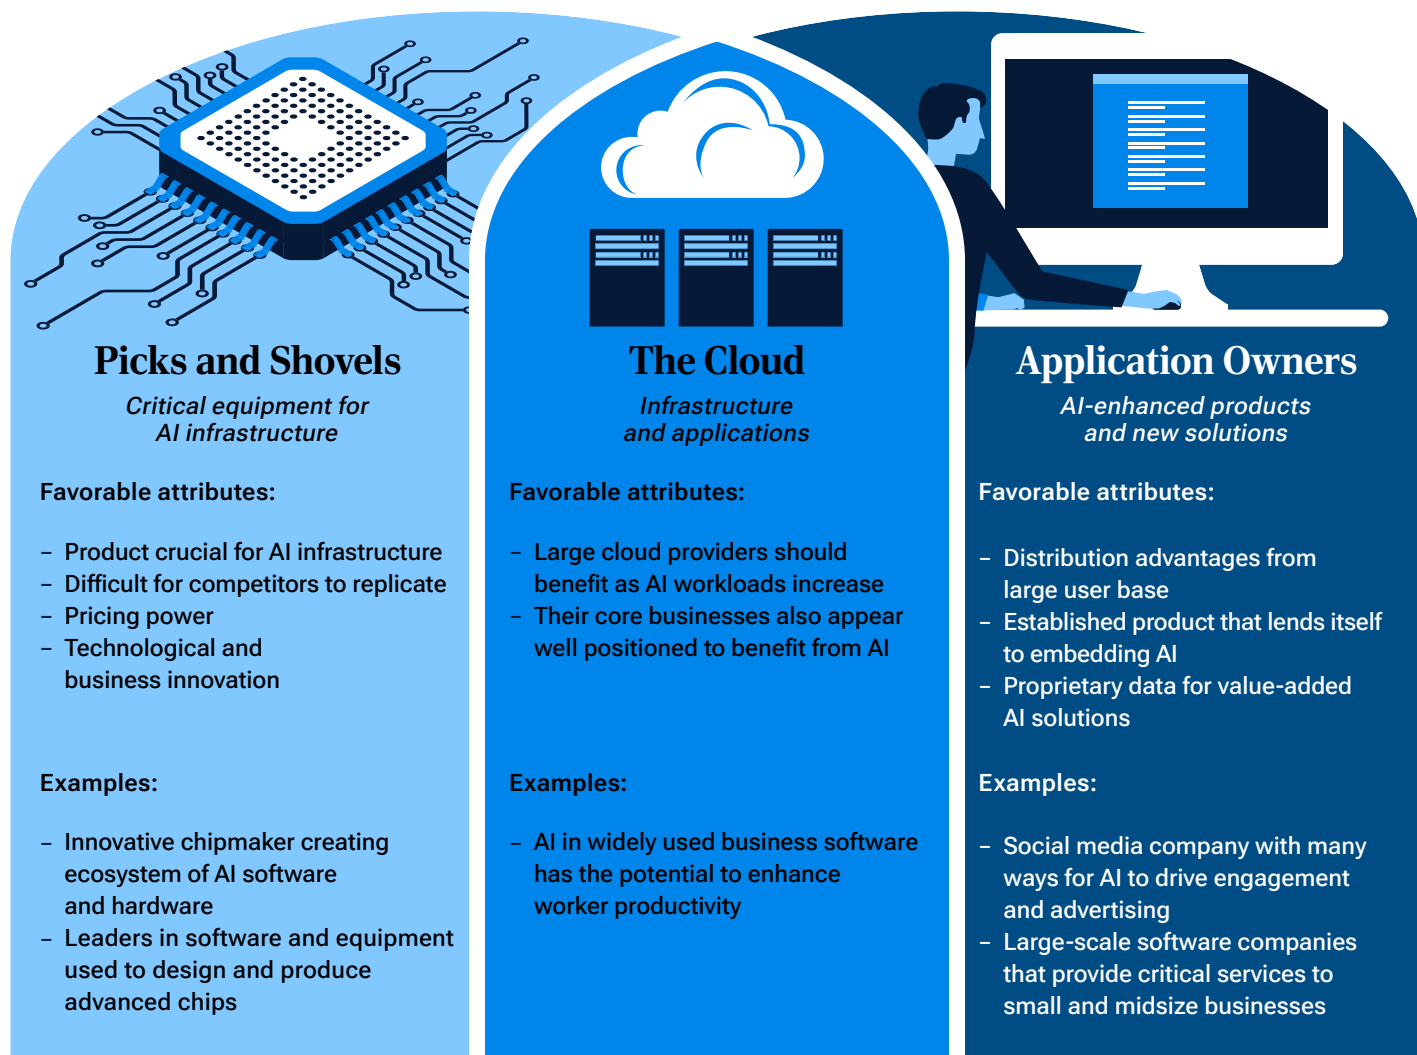 Picks and Shovels
Critical equipment for
AI infrastructure
Favorable attributes:
– Product crucial for AI infrastructure
– Difficult for competitors to replicate
– Pricing power
– Technological and
business innovation
Examples:
– Innovative chipmaker creating
ecosystem of AI software
and hardware
– Leaders in software and equipment
used to design and produce
advanced chips
The Cloud
Infrastructure
and applications
Favorable attributes:
– Large cloud providers should
benefit as AI workloads increase
– Their core businesses also appear
well positioned to benefit from AI
Examples:
– AI in widely used business software
has the potential to enhance
worker productivity
Application Owners
AI-enhanced products
and new solutions
Favorable attributes:
– Distribution advantages from
large user base
– Established product that lends itself
to embedding AI
– Proprietary data for value-added
AI solutions
Examples:
– Social media company with many
ways for AI to drive engagement
and advertising
– Large-scale software companies
that provide critical services to
small and midsize businesses